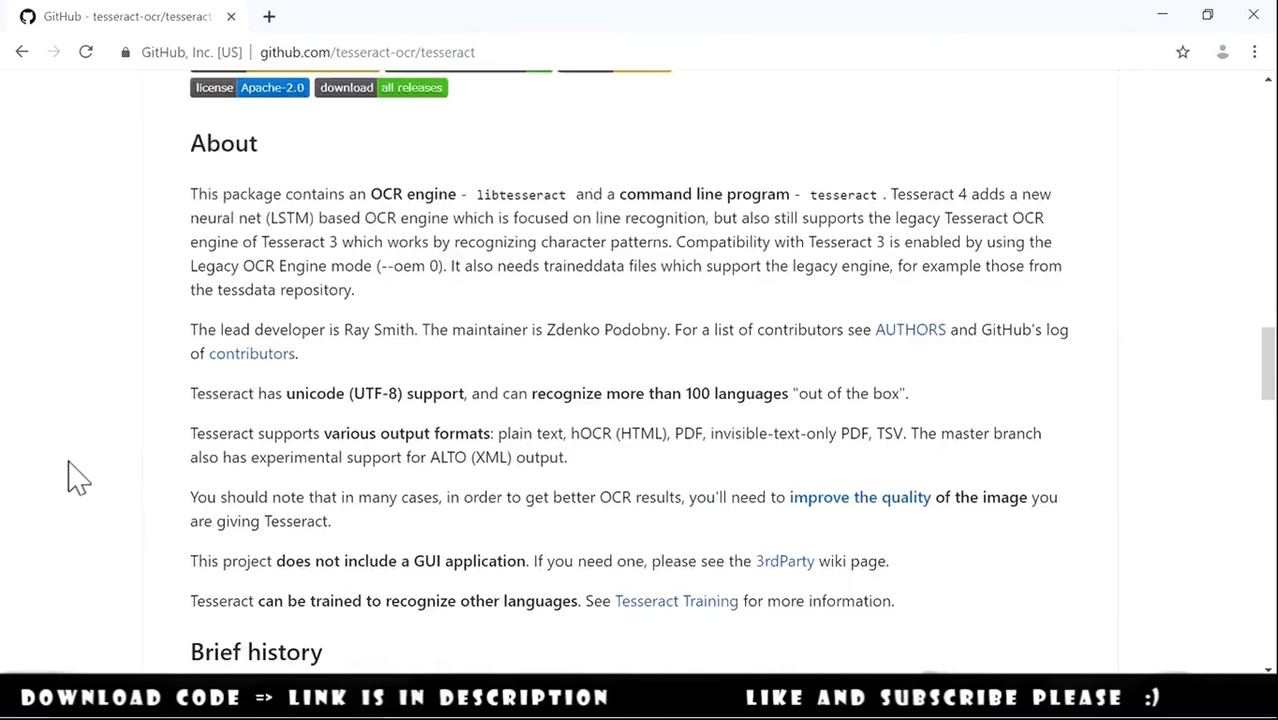 GitHub - tesseract-ocr/tesseract
GitHub, Inc. [US] | github.com/tesseract-ocr/tesseract
license Apache-2.0 download all releases
About
This package contains an OCR engine - libtesseract and a command line program - tesseract . Tesseract 4 adds a new
neural net (LSTM) based OCR engine which is focused on line recognition, but also still supports the legacy Tesseract OCR
engine of Tesseract 3 which works by recognizing character patterns. Compatibility with Tesseract 3 is enabled by using the
Legacy OCR Engine mode (--oem 0). It also needs traineddata files which support the legacy engine, for example those from
the tessdata repository.
The lead developer is Ray Smith. The maintainer is Zdenko Podobny. For a list of contributors see AUTHORS and GitHub's log
of contributors.
Tesseract has unicode (UTF-8) support, and can recognize more than 100 languages "out of the box".
Tesseract supports various output formats: plain text, hOCR (HTML), PDF, invisible-text-only PDF, TSV. The master branch
also has experimental support for ALTO (XML) output.
You should note that in many cases, in order to get better OCR results, you'll need to improve the quality of the image you
are giving Tesseract.
This project does not include a GUI application. If you need one, please see the 3rdParty wiki page.
Tesseract can be trained to recognize other languages. See Tesseract Training for more information.
Brief history
DOWNLOAD CODE => LINK IS IN DESCRIPTION LIKE AND SUBSCRIBE PLEASE :)